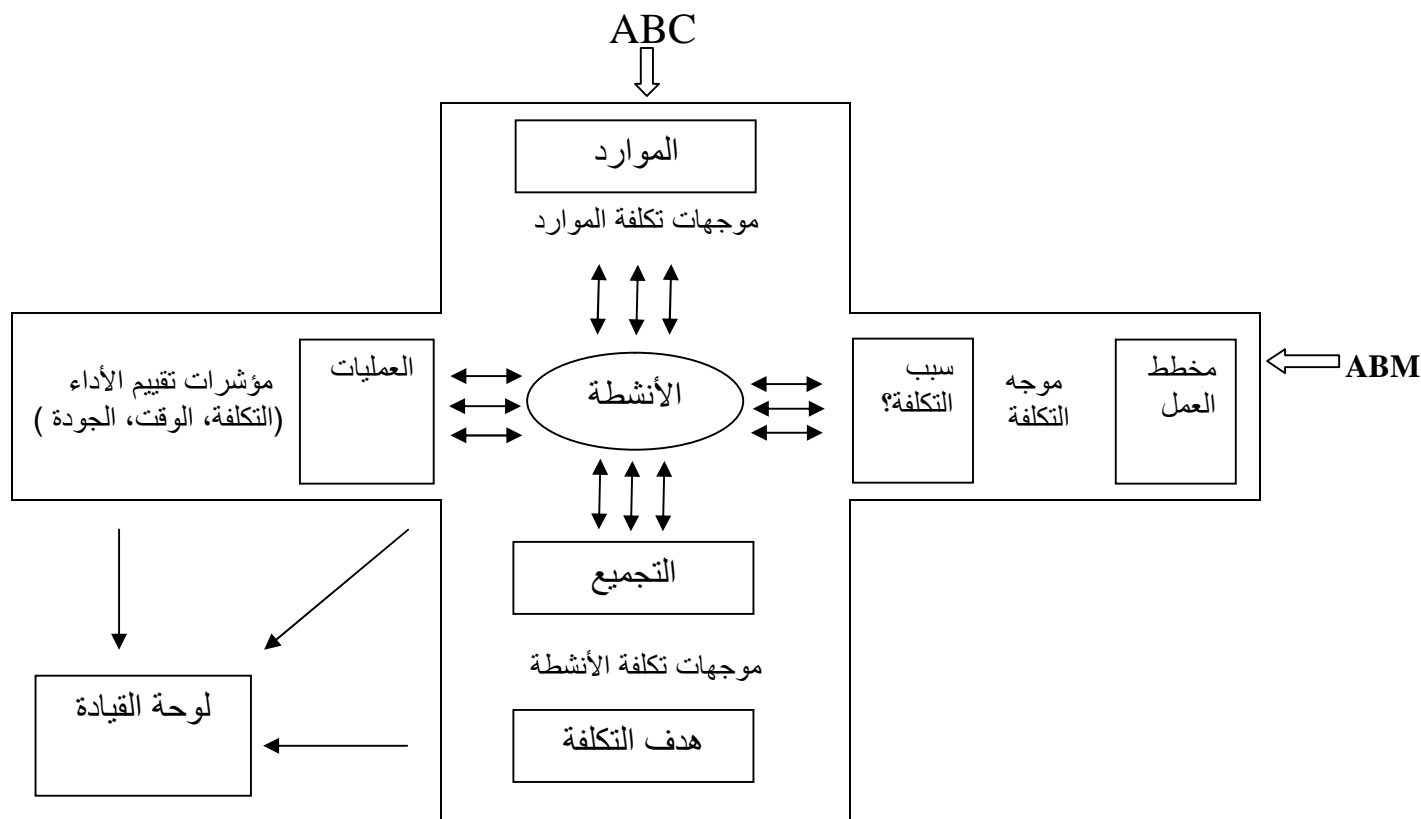 ABC
الموارد
موجهات تكلفة الموارد
مخطط
العمل
موجه
التكلفة
سبب
التكلفة؟
الأنشطة
العمليات
مؤشرات تقييم الأداء
(التكلفة، الوقت، الجودة )
ABM
التجميع
موجهات تكلفة الأنشطة
هدف التكلفة
لوحة القيادة